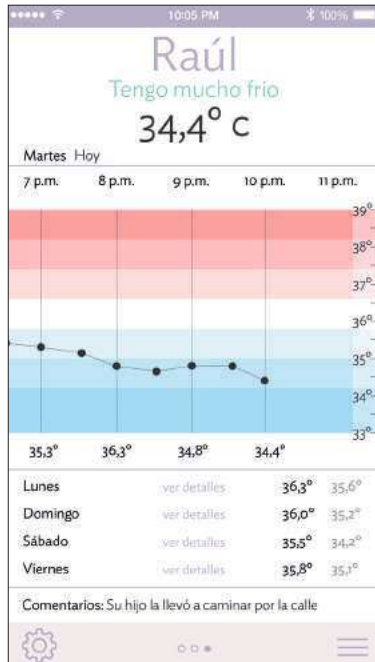 10:05 PM 100%
Raúl
Tengo mucho frio
34,4° C
Martes Hoy
7 p.m. 8 p.m. 9 p.m. 10 p.m. 11 p.m.
39°
38°
37°
36°
35°
34°
33°
35,3° 36,3° 34,8° 34,4°
Lunes ver detalles 36,3° 35,6°
Domingo ver detalles 36,0° 35,2°
Sábado ver detalles 35,5° 34,2°
Viernes ver detalles 35,8° 35,1°
Comentarios: Su hijo la llevó a caminar por la calle